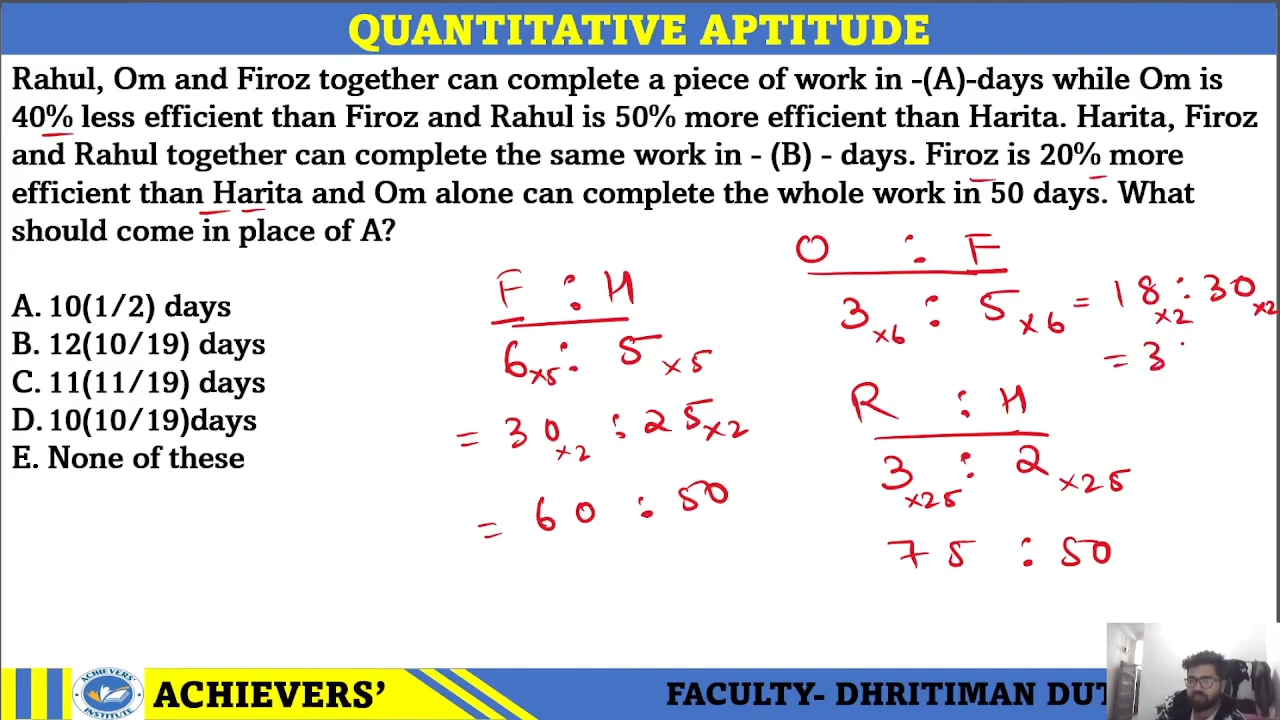 QUANTITATIVE APTITUDE
Rahul, Om and Firoz together can complete a piece of work in -(A)-days while Om is
40% less efficient than Firoz and Rahul is 50% more efficient than Harita. Harita, Firoz
and Rahul together can complete the same work in - (B) - days. Firoz is 20% more
efficient than Harita and Om alone can complete the whole work in 50 days. What
should come in place of A?
A. 10(1/2) days
B. 12(10/19) days
C. 11(11/19) days
D. 10(10/19)days
E. None of these
F : H
6×5 : 5×5
= 30×2 : 25×2
= 60 : 50
O : F
3×6 : 5×6 = 18×2 : 30×2
= 3
R : H
3×25 : 2×25
75 : 50
ACHIEVERS' INSTITUTE
ACHIEVERS’
FACULTY- DHRITIMAN DUT